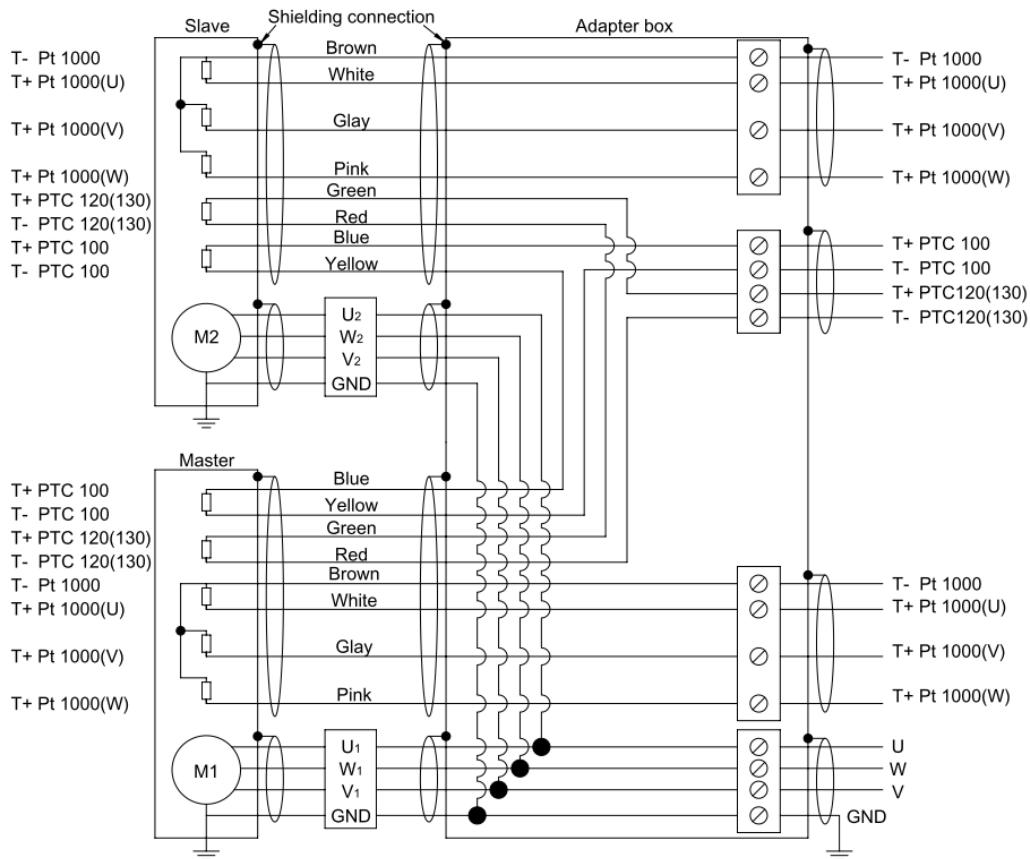 Shielding connection
Slave
Adapter box
T- Pt 1000
T+ Pt 1000(U)
T+ Pt 1000(V)
T+ Pt 1000(W)
T+ PTC 120(130)
T- PTC 120(130)
T+ PTC 100
T- PTC 100
Brown
White
Glay
Pink
Green
Red
Blue
Yellow
T- Pt 1000
T+ Pt 1000(U)
T+ Pt 1000(V)
T+ Pt 1000(W)
T+ PTC 100
T- PTC 100
T+ PTC120(130)
T- PTC120(130)
M2
U2
W2
V2
GND
Master
T+ PTC 100
T- PTC 100
T+ PTC 120(130)
T- PTC 120(130)
T- Pt 1000
T+ Pt 1000(U)
T+ Pt 1000(V)
T+ Pt 1000(W)
Blue
Yellow
Green
Red
Brown
White
Glay
Pink
T- Pt 1000
T+ Pt 1000(U)
T+ Pt 1000(V)
T+ Pt 1000(W)
M1
U1
W1
V1
GND
U
W
V
GND